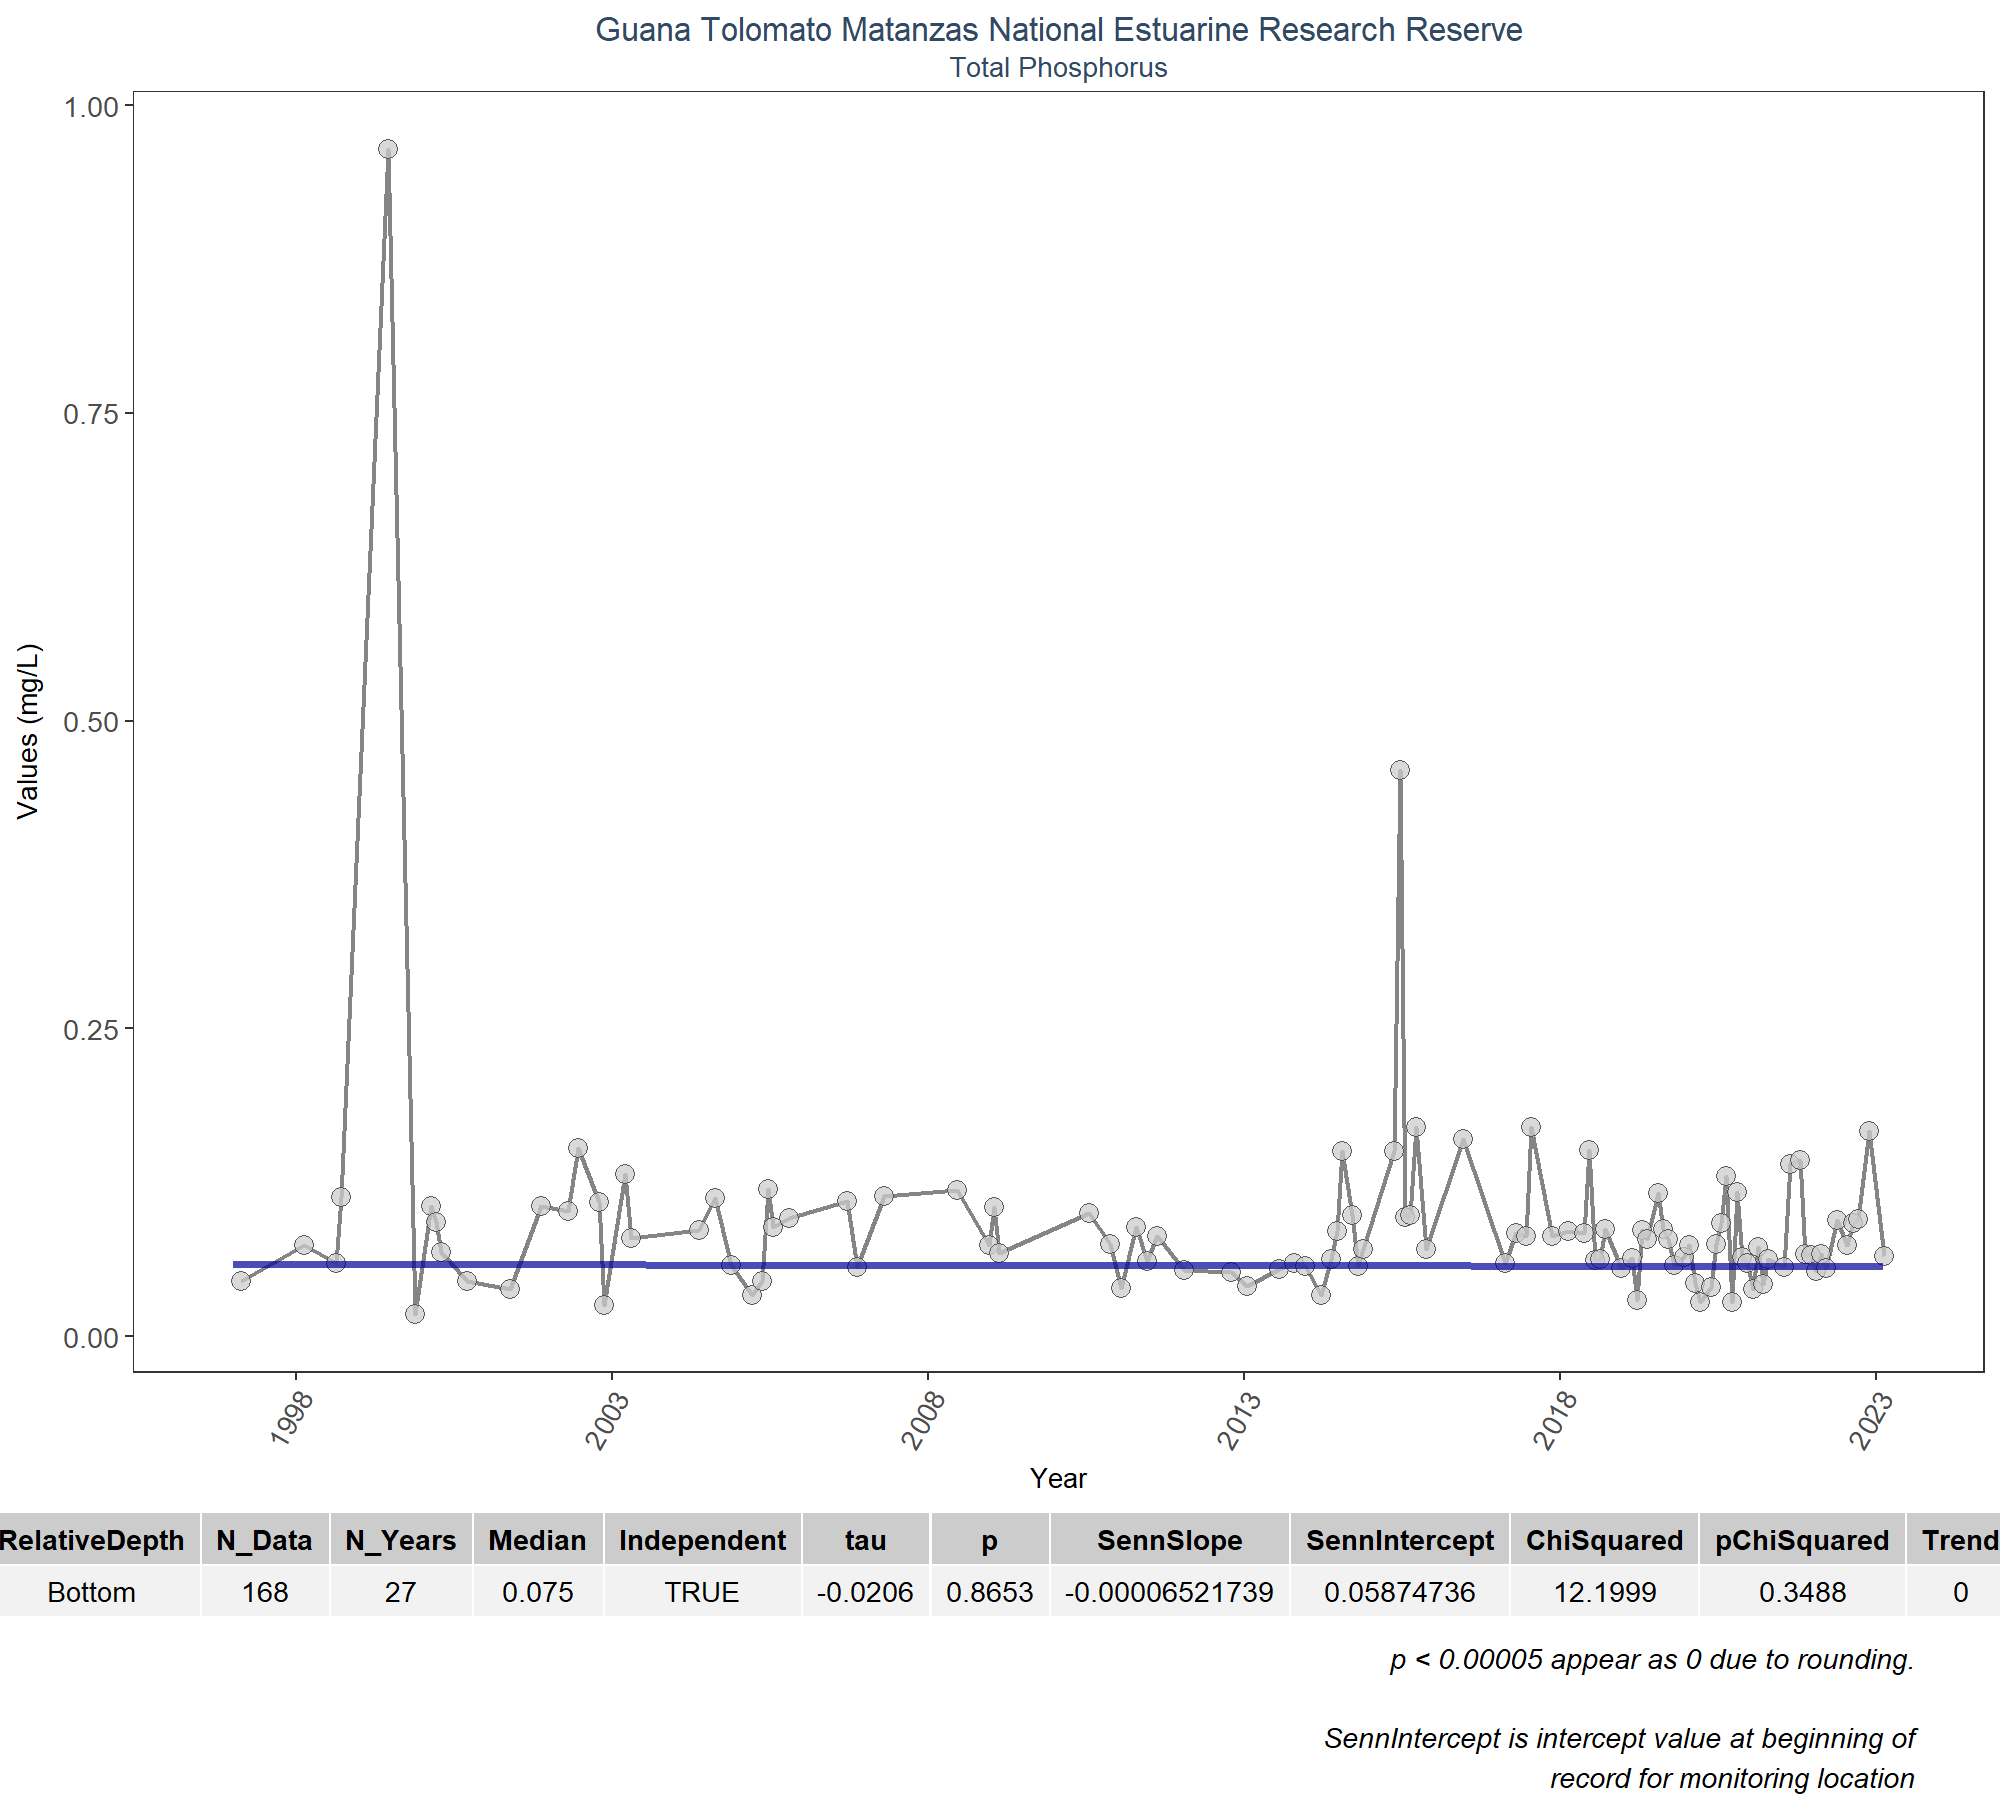 Guana Tolomato Matanzas National Estuarine Research Reserve
Total Phosphorus
1.00
0.75
0.50
0.25
0.00
Values (mg/L)
1998
2003
2008
2013
2018
2023
Year
RelativeDepth N_Data N_Years Median Independent tau p SennSlope SennIntercept ChiSquared pChiSquared Trend
Bottom 168 27 0.075 TRUE -0.0206 0.8653 -0.00006521739 0.05874736 12.1999 0.3488 0
p < 0.00005 appear as 0 due to rounding.
SennIntercept is intercept value at beginning of
record for monitoring location